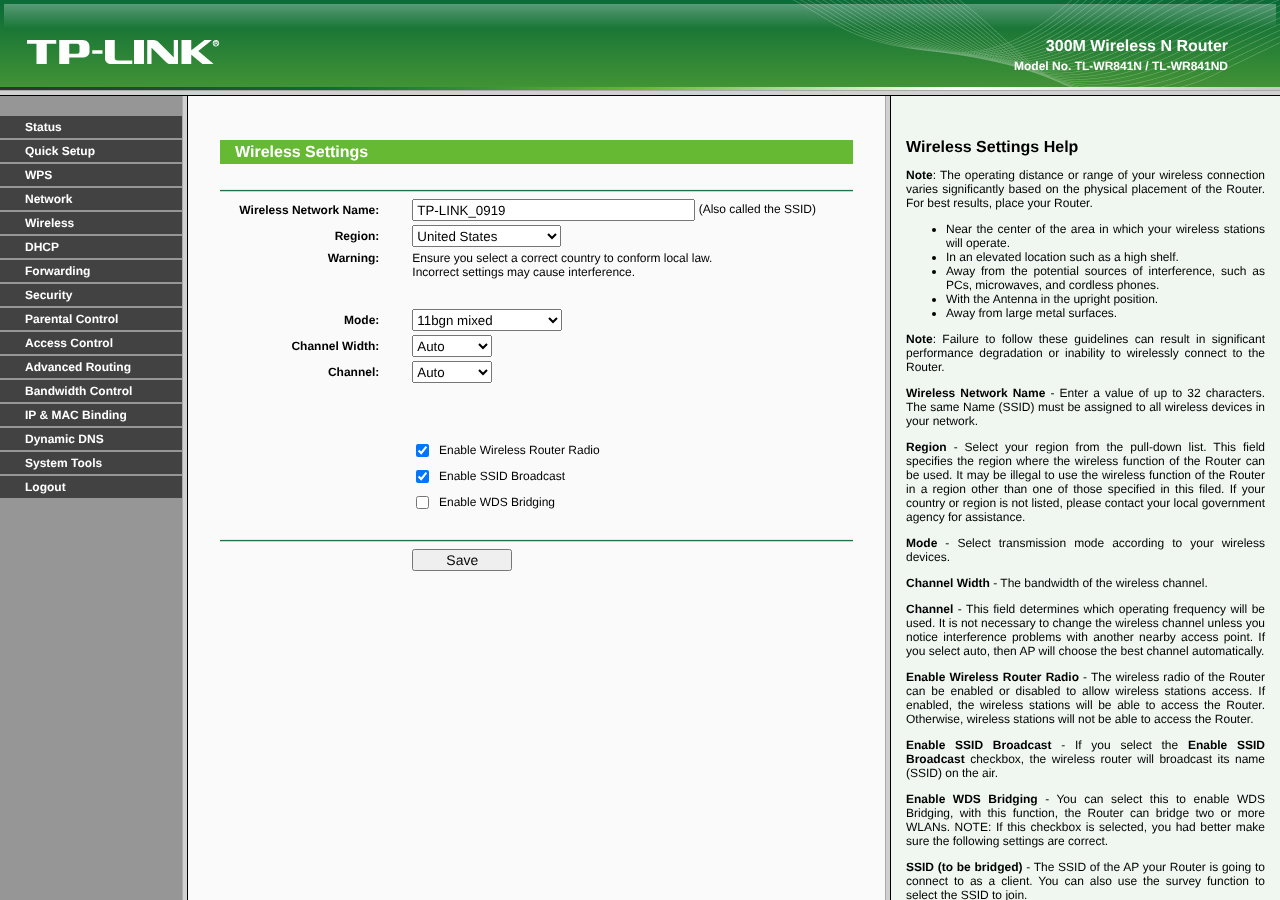 TP-LINK®
300M Wireless N Router
Model No. TL-WR841N / TL-WR841ND
Status
Quick Setup
WPS
Network
Wireless
DHCP
Forwarding
Security
Parental Control
Access Control
Advanced Routing
Bandwidth Control
IP & MAC Binding
Dynamic DNS
System Tools
Logout
Wireless Settings
Wireless Network Name: TP-LINK_0919 (Also called the SSID)
Region: United States
Warning: Ensure you select a correct country to conform local law.
Incorrect settings may cause interference.
Mode: 11bgn mixed
Channel Width: Auto
Channel: Auto
Enable Wireless Router Radio
Enable SSID Broadcast
Enable WDS Bridging
Save
Wireless Settings Help
Note: The operating distance or range of your wireless connection
varies significantly based on the physical placement of the Router.
For best results, place your Router.
• Near the center of the area in which your wireless stations
will operate.
• In an elevated location such as a high shelf.
• Away from the potential sources of interference, such as
PCs, microwaves, and cordless phones.
• With the Antenna in the upright position.
• Away from large metal surfaces.
Note: Failure to follow these guidelines can result in significant
performance degradation or inability to wirelessly connect to the
Router.
Wireless Network Name - Enter a value of up to 32 characters.
The same Name (SSID) must be assigned to all wireless devices in
your network.
Region - Select your region from the pull-down list. This field
specifies the region where the wireless function of the Router can
be used. It may be illegal to use the wireless function of the Router
in a region other than one of those specified in this filed. If your
country or region is not listed, please contact your local government
agency for assistance.
Mode - Select transmission mode according to your wireless
devices.
Channel Width - The bandwidth of the wireless channel.
Channel - This field determines which operating frequency will be
used. It is not necessary to change the wireless channel unless you
notice interference problems with another nearby access point. If
you select auto, then AP will choose the best channel automatically.
Enable Wireless Router Radio - The wireless radio of the Router
can be enabled or disabled to allow wireless stations access. If
enabled, the wireless stations will be able to access the Router.
Otherwise, wireless stations will not be able to access the Router.
Enable SSID Broadcast - If you select the Enable SSID
Broadcast checkbox, the wireless router will broadcast its name
(SSID) on the air.
Enable WDS Bridging - You can select this to enable WDS
Bridging, with this function, the Router can bridge two or more
WLANs. NOTE: If this checkbox is selected, you had better make
sure the following settings are correct.
SSID (to be bridged) - The SSID of the AP your Router is going to
connect to as a client. You can also use the survey function to
select the SSID to join.